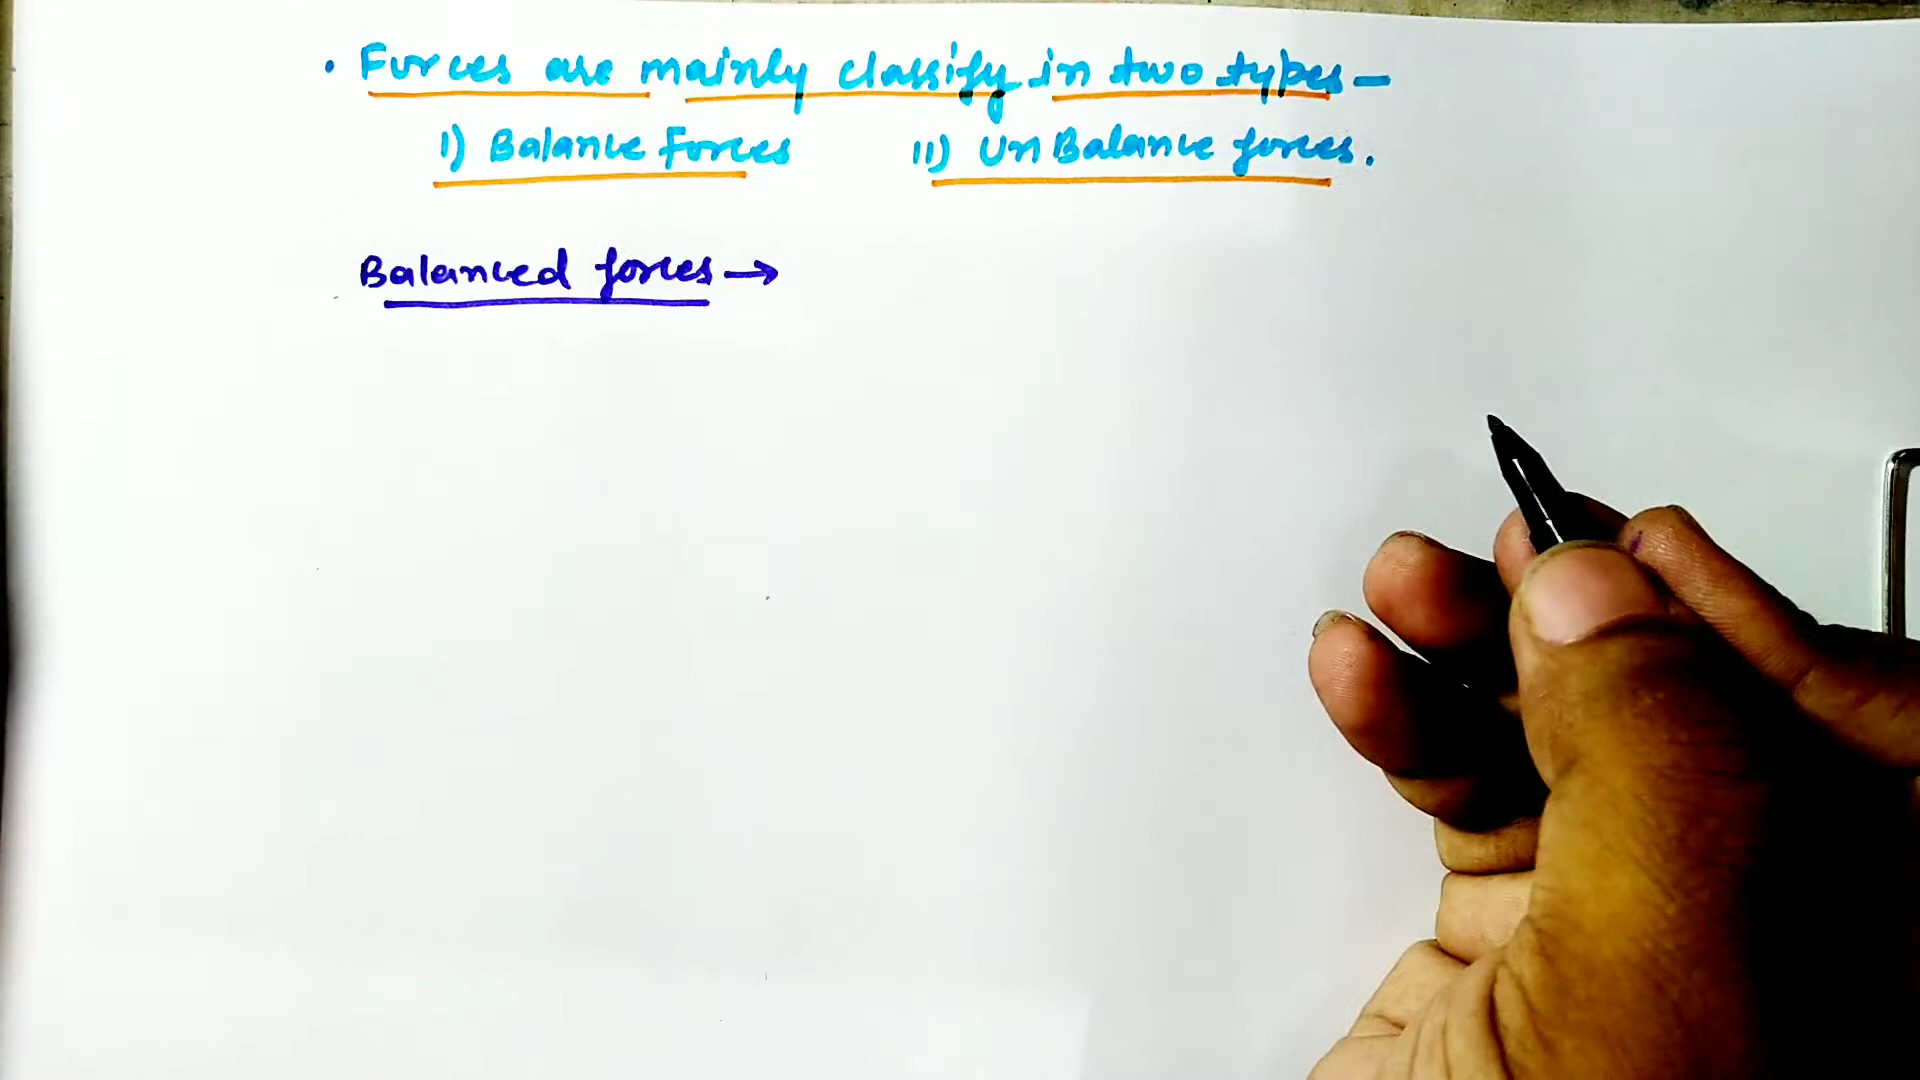 • Forces are mainly classify in two types –
I) Balance Forces II) UnBalance forces.
Balanced forces →